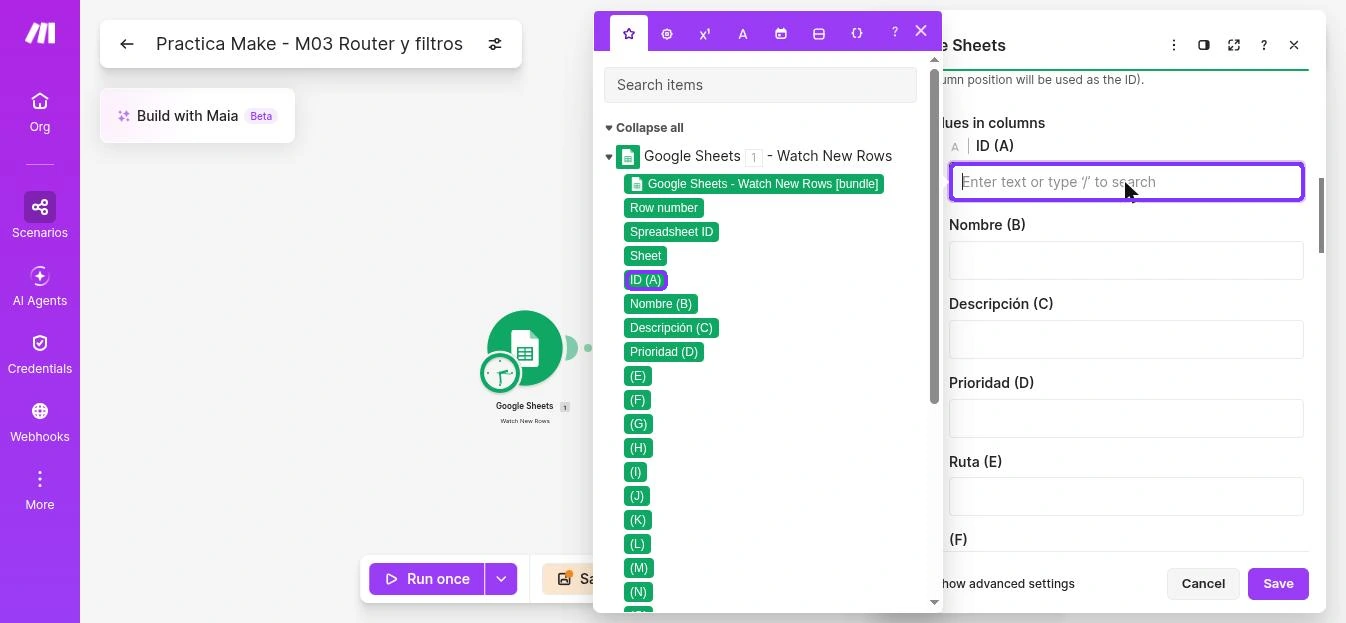 Practica Make - M03 Router y filtros
Build with Maia
Beta
Org
Scenarios
AI Agents
Credentials
Webhooks
More
Google Sheets 1
Watch New Rows
Run once
A
?
Search items
Collapse all
Google Sheets 1 - Watch New Rows
Google Sheets - Watch New Rows [bundle]
Row number
Spreadsheet ID
Sheet
ID (A)
Nombre (B)
Descripción (C)
Prioridad (D)
(E)
(F)
(G)
(H)
(I)
(J)
(K)
(L)
(M)
(N)
e Sheets
?
umn position will be used as the ID).
lues in columns
A ID (A)
Enter text or type ‘/’ to search
Nombre (B)
Descripción (C)
Prioridad (D)
Ruta (E)
(F)
how advanced settings
Cancel
Save